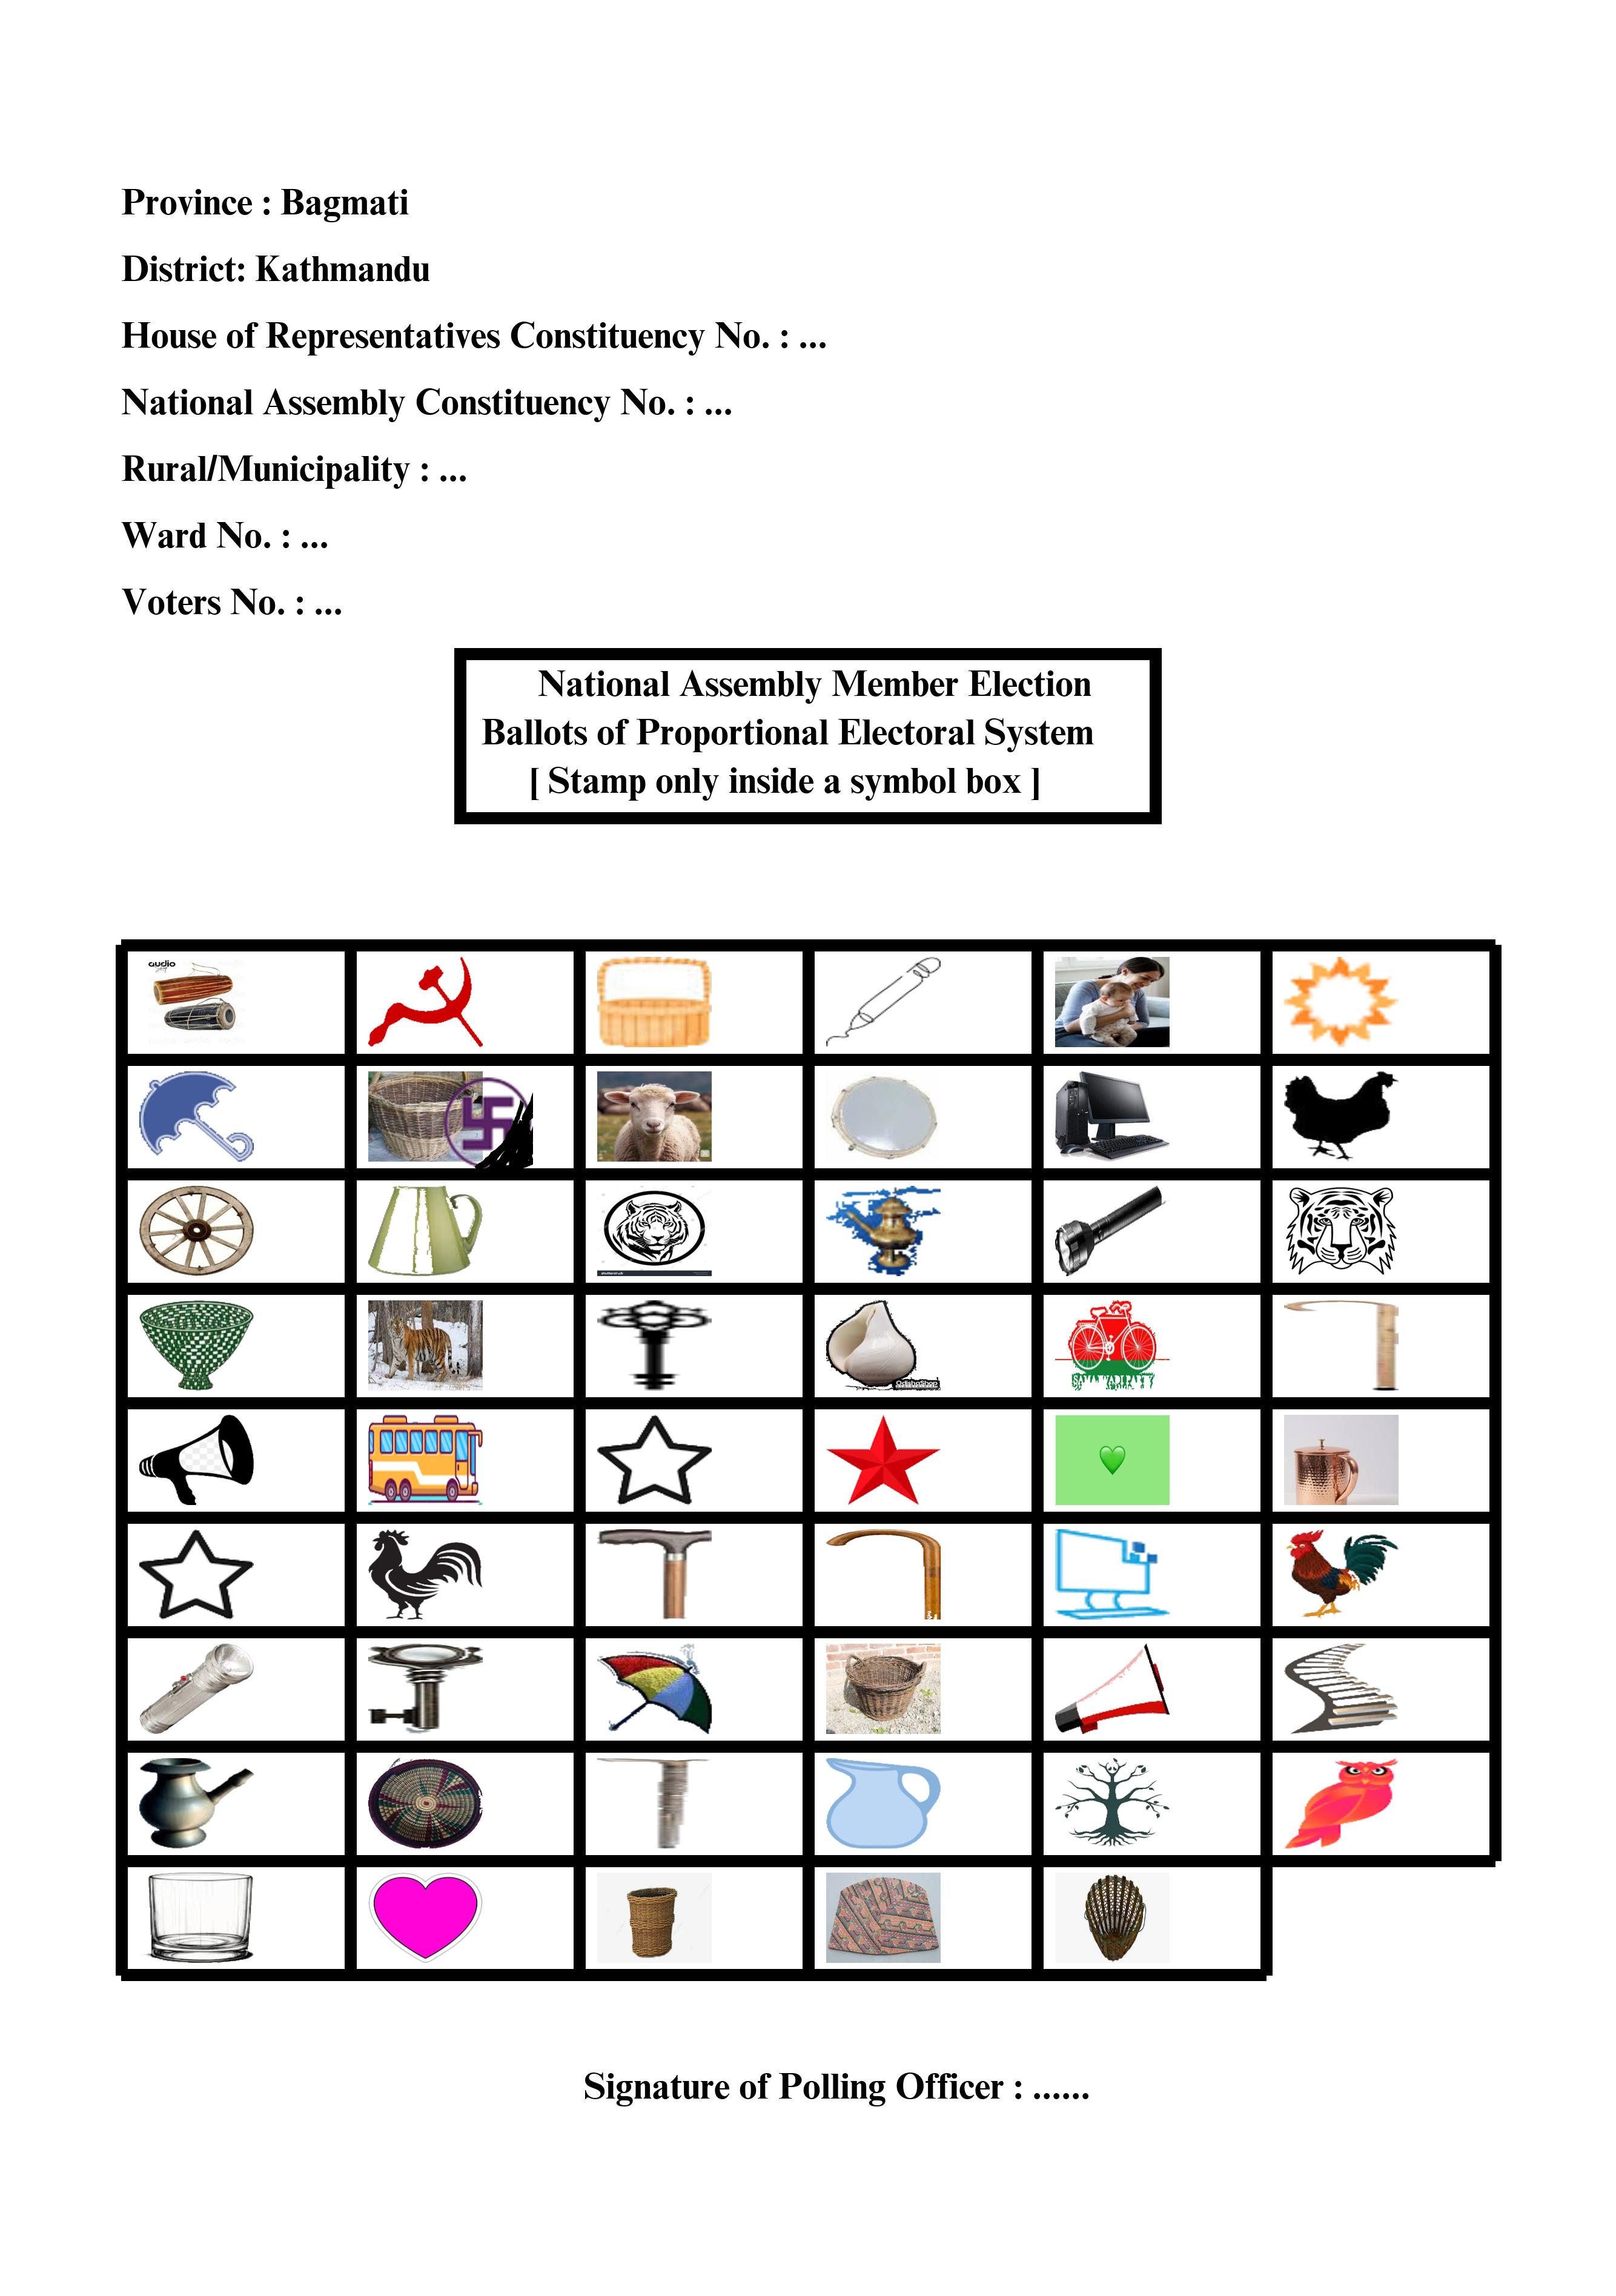 Province : Bagmati
District: Kathmandu
House of Representatives Constituency No. : ...
National Assembly Constituency No. : ...
Rural/Municipality : ...
Ward No. : ...
Voters No. : ...
National Assembly Member Election
Ballots of Proportional Electoral System
[ Stamp only inside a symbol box ]
audio
Signature of Polling Officer : ......